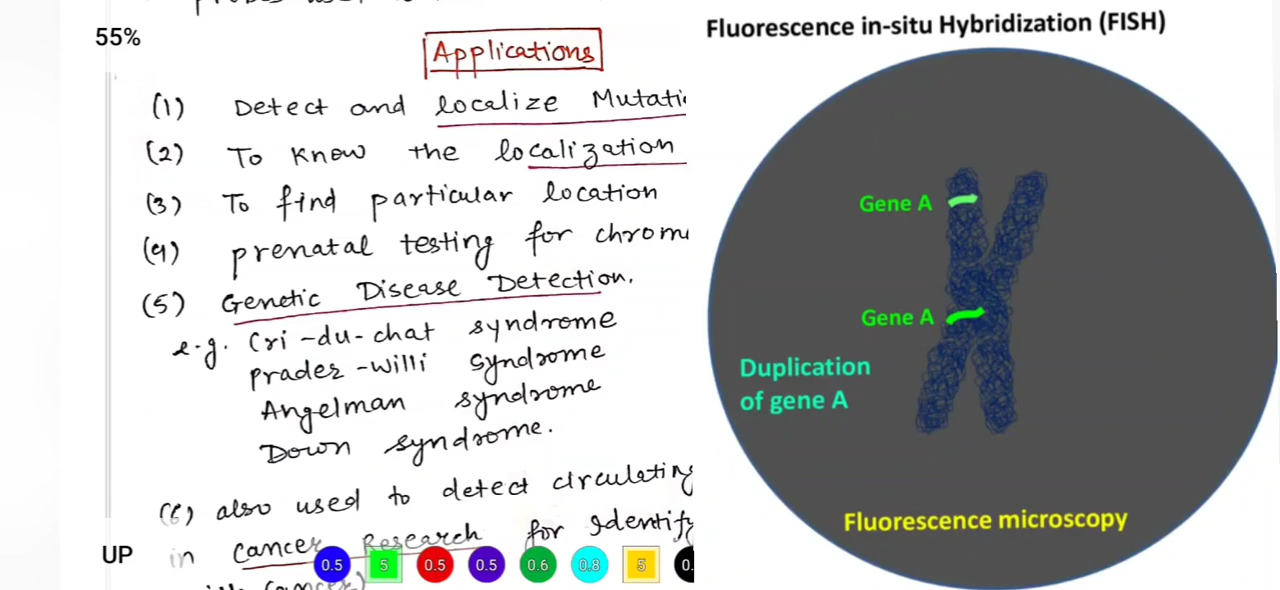 55%
Applications
(1) Detect and localize Mutati
(2) To know the localization
(3) To find particular location
(4) prenatal testing for chrom
(5) Genetic Disease Detection.
e.g. Cri-du-chat syndrome
Prader-willi syndrome
Angelman syndrome
Down syndrome.
(6) also used to detect circulating
in cancer Research for Identify
UP
0.5 5 0.5 0.5 0.6 0.8 5 0.
Fluorescence in-situ Hybridization (FISH)
Gene A
Gene A
Duplication
of gene A
Fluorescence microscopy